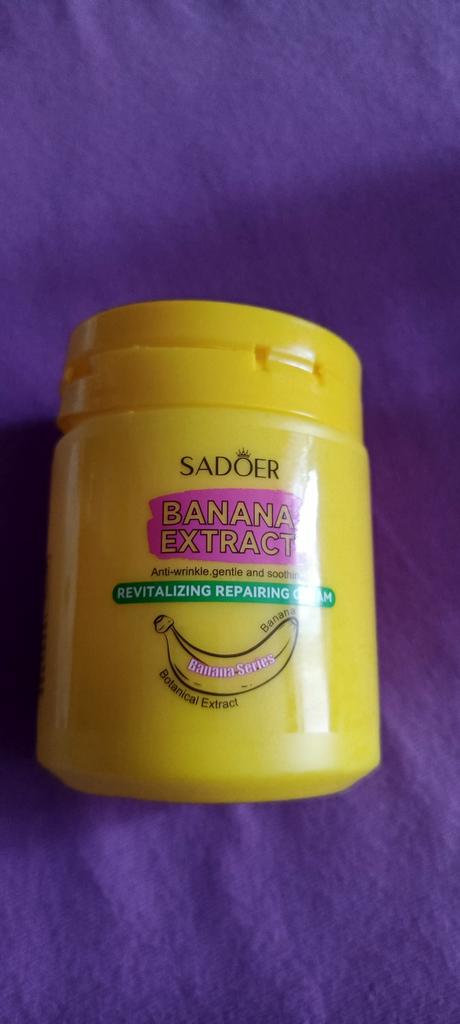 SADOER
BANANA
EXTRACT
Anti-wrinkle,gentle and
REVITALIZING REPAIRING
Banana
Banana-Series
Botanical Extract